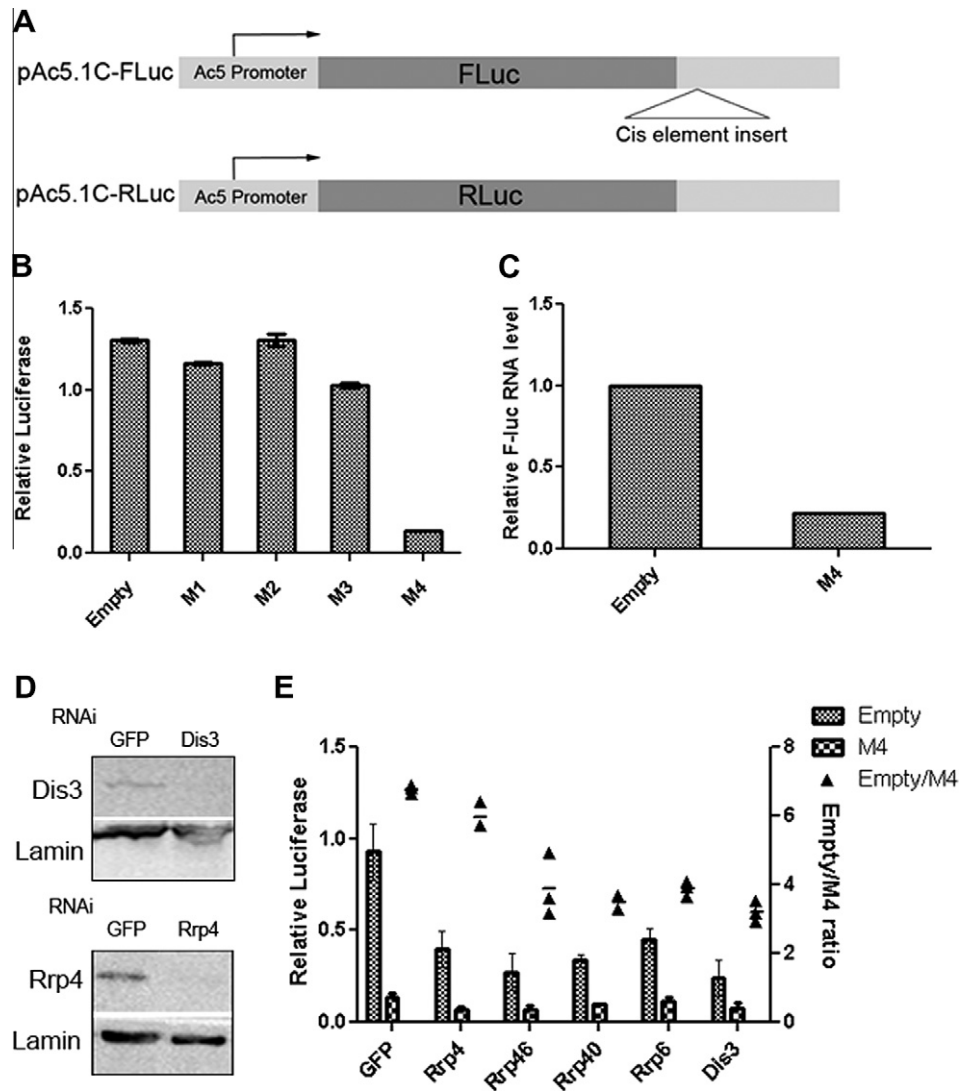 A
pAc5.1C-FLuc
Ac5 Promoter
FLuc
Cis element insert
pAc5.1C-RLuc
Ac5 Promoter
RLuc
B
Relative Luciferase
1.5
1.0
0.5
0.0
Empty
M1
M2
M3
M4
C
Relative F-luc RNA level
1.5
1.0
0.5
0.0
Empty
M4
D
RNAi
GFP Dis3
Dis3
Lamin
RNAi
GFP Rrp4
Rrp4
Lamin
E
Relative Luciferase
1.5
1.0
0.5
0.0
GFP
Rrp4
Rrp46
Rrp40
Rrp6
Dis3
8
6
4
2
0
Empty/M4 ratio
Empty
M4
Empty/M4